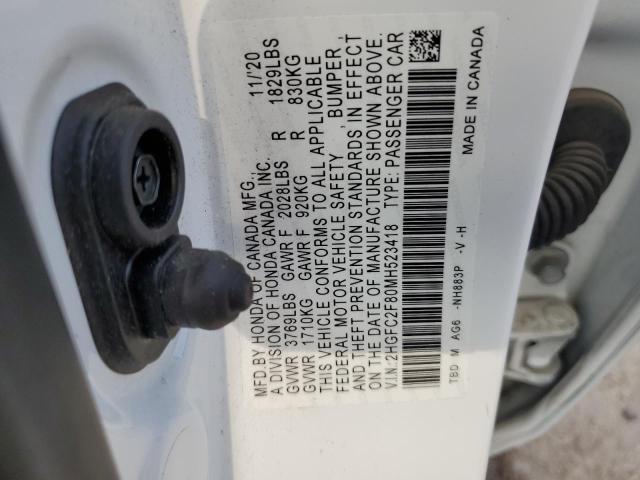 MFD.BY HONDA OF CANADA MFG., 11/'20
A DIVISION OF HONDA CANADA INC.
GVWR 3769LBS GAWR F 2028LBS R 1829LBS
GVWR 1710KG GAWR F 920KG R 830KG
THIS VEHICLE CONFORMS TO ALL APPLICABLE
FEDERAL MOTOR VEHICLE SAFETY , BUMPER ,
AND THEFT PREVENTION STANDARDS IN EFFECT
ON THE DATE OF MANUFACTURE SHOWN ABOVE.
V.I.N.:2HGFC2F80MH523418 TYPE: PASSENGER CAR
TBD M AG6 -NH883P -V -H
MADE IN CANADA